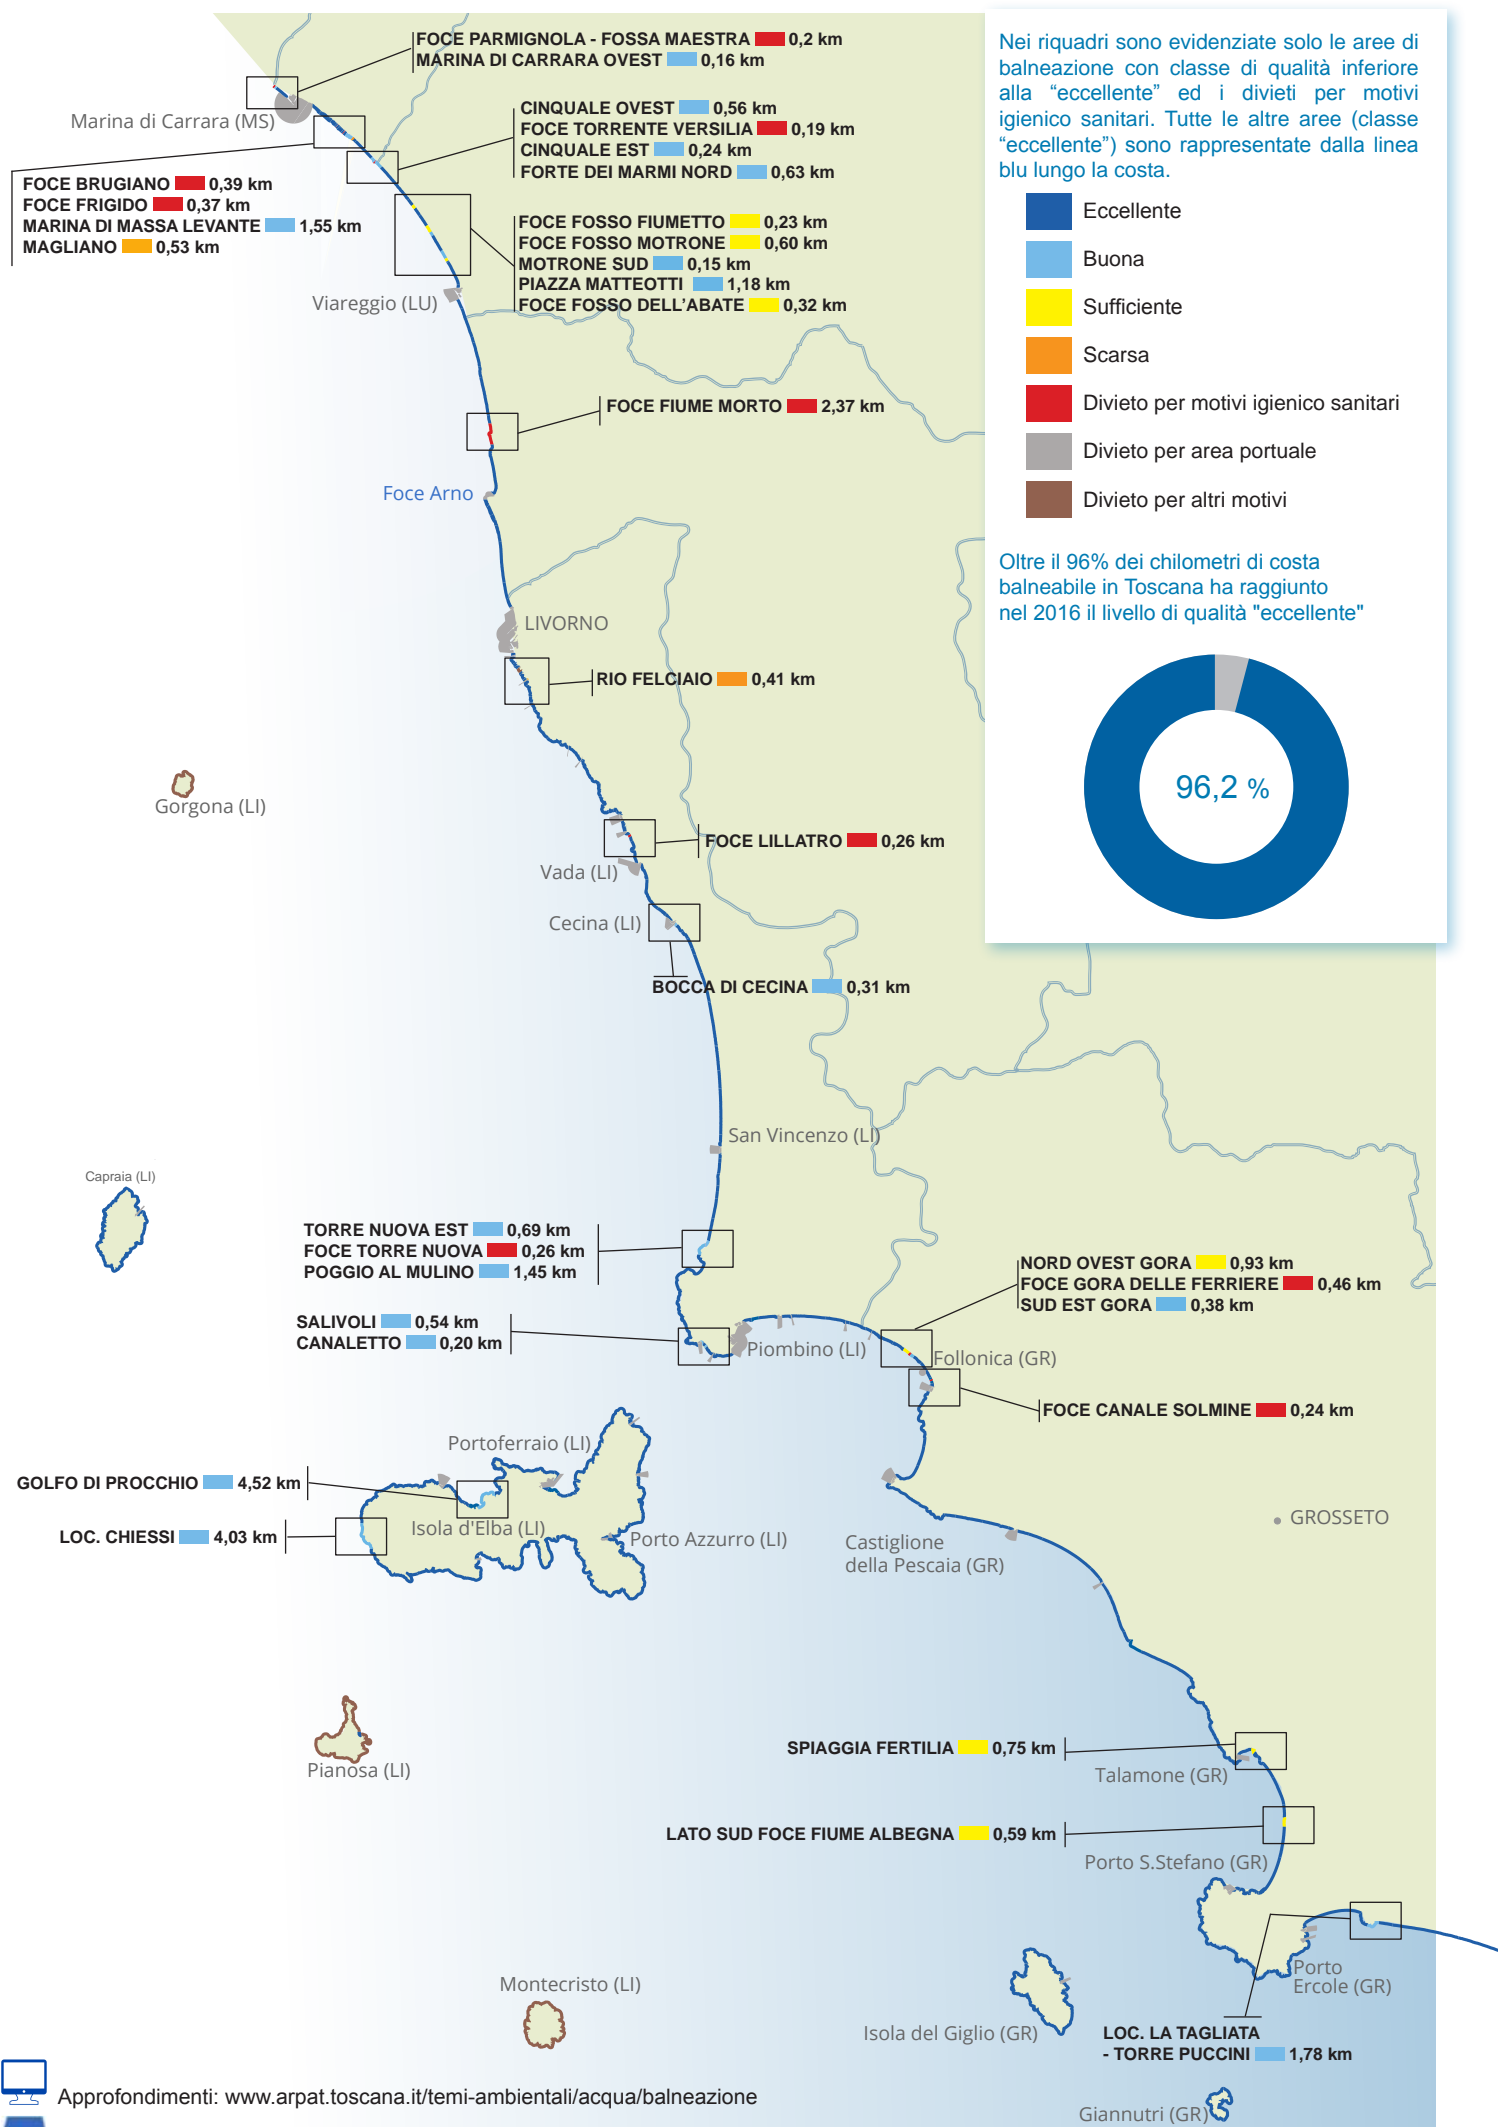 Nei riquadri sono evidenziate solo le aree di
balneazione con classe di qualità inferiore
alla “eccellente” ed i divieti per motivi
igienico sanitari. Tutte le altre aree (classe
“eccellente”) sono rappresentate dalla linea
blu lungo la costa.
Eccellente
Buona
Sufficiente
Scarsa
Divieto per motivi igienico sanitari
Divieto per area portuale
Divieto per altri motivi
Oltre il 96% dei chilometri di costa
balneabile in Toscana ha raggiunto
nel 2016 il livello di qualità "eccellente"
96,2 %
FOCE PARMIGNOLA - FOSSA MAESTRA 0,2 km
MARINA DI CARRARA OVEST 0,16 km
Marina di Carrara (MS)
CINQUALE OVEST 0,56 km
FOCE TORRENTE VERSILIA 0,19 km
CINQUALE EST 0,24 km
FORTE DEI MARMI NORD 0,63 km
FOCE BRUGIANO 0,39 km
FOCE FRIGIDO 0,37 km
MARINA DI MASSA LEVANTE 1,55 km
MAGLIANO 0,53 km
FOCE FOSSO FIUMETTO 0,23 km
FOCE FOSSO MOTRONE 0,60 km
MOTRONE SUD 0,15 km
PIAZZA MATTEOTTI 1,18 km
FOCE FOSSO DELL’ABATE 0,32 km
Viareggio (LU)
FOCE FIUME MORTO 2,37 km
Foce Arno
LIVORNO
RIO FELCIAIO 0,41 km
Gorgona (LI)
FOCE LILLATRO 0,26 km
Vada (LI)
Cecina (LI)
BOCCA DI CECINA 0,31 km
San Vincenzo (LI)
Capraia (LI)
TORRE NUOVA EST 0,69 km
FOCE TORRE NUOVA 0,26 km
POGGIO AL MULINO 1,45 km
NORD OVEST GORA 0,93 km
FOCE GORA DELLE FERRIERE 0,46 km
SUD EST GORA 0,38 km
SALIVOLI 0,54 km
CANALETTO 0,20 km
Piombino (LI)
Follonica (GR)
FOCE CANALE SOLMINE 0,24 km
Portoferraio (LI)
GOLFO DI PROCCHIO 4,52 km
Isola d'Elba (LI)
LOC. CHIESSI 4,03 km
Porto Azzurro (LI)
GROSSETO
Castiglione
della Pescaia (GR)
Pianosa (LI)
SPIAGGIA FERTILIA 0,75 km
Talamone (GR)
LATO SUD FOCE FIUME ALBEGNA 0,59 km
Porto S.Stefano (GR)
Porto
Ercole (GR)
Montecristo (LI)
Isola del Giglio (GR)
LOC. LA TAGLIATA
- TORRE PUCCINI 1,78 km
Approfondimenti: www.arpat.toscana.it/temi-ambientali/acqua/balneazione
Giannutri (GR)